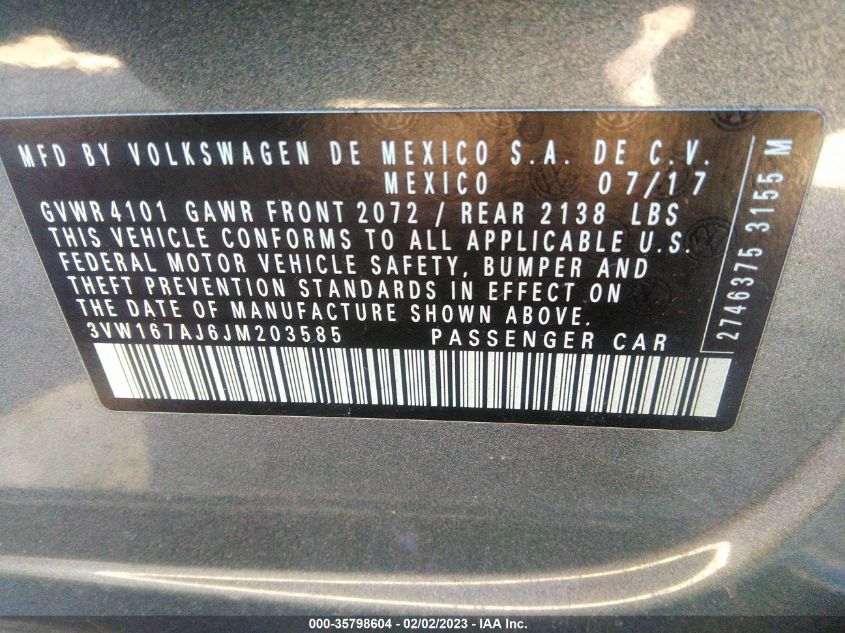 MFD BY VOLKSWAGEN DE MEXICO S.A. DE C.V.
MEXICO 07/17
GVWR 4101 GAWR FRONT 2072 / REAR 2138 LBS
THIS VEHICLE CONFORMS TO ALL APPLICABLE U.S.
FEDERAL MOTOR VEHICLE SAFETY, BUMPER AND
THEFT PREVENTION STANDARDS IN EFFECT ON
THE DATE OF MANUFACTURE SHOWN ABOVE.
3VW167AJ6JM203585 PASSENGER CAR
2746375 3155 M
000-35798604 - 02/02/2023 - IAA Inc.